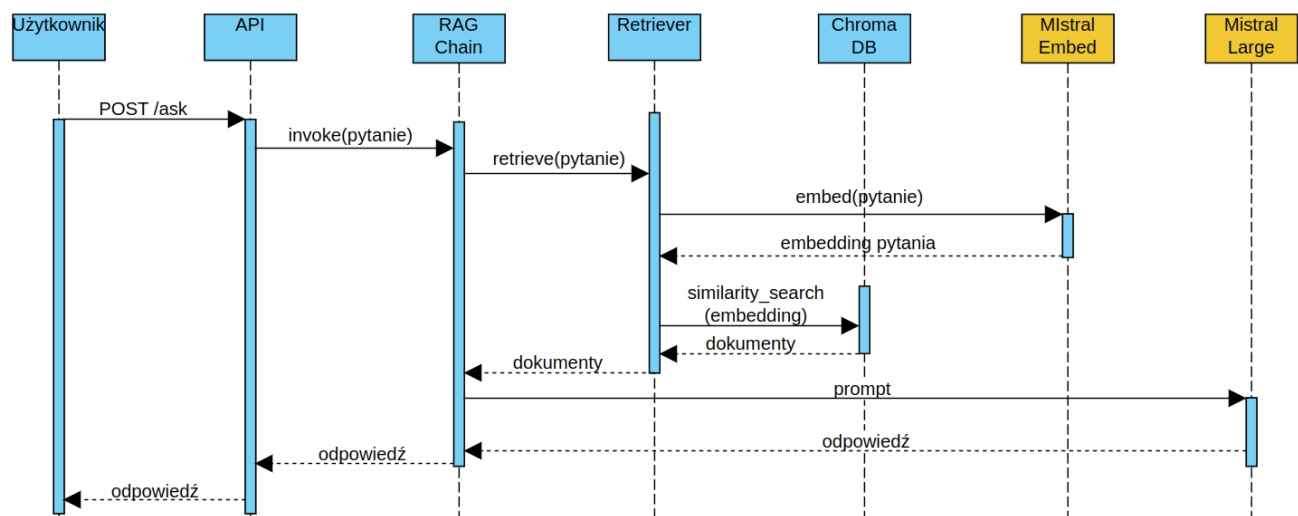 Użytkownik
API
RAG
Chain
Retriever
Chroma
DB
MIstral
Embed
Mistral
Large
POST /ask
invoke(pytanie)
retrieve(pytanie)
embed(pytanie)
embedding pytania
similarity_search
(embedding)
dokumenty
dokumenty
prompt
odpowiedź
odpowiedź
odpowiedź